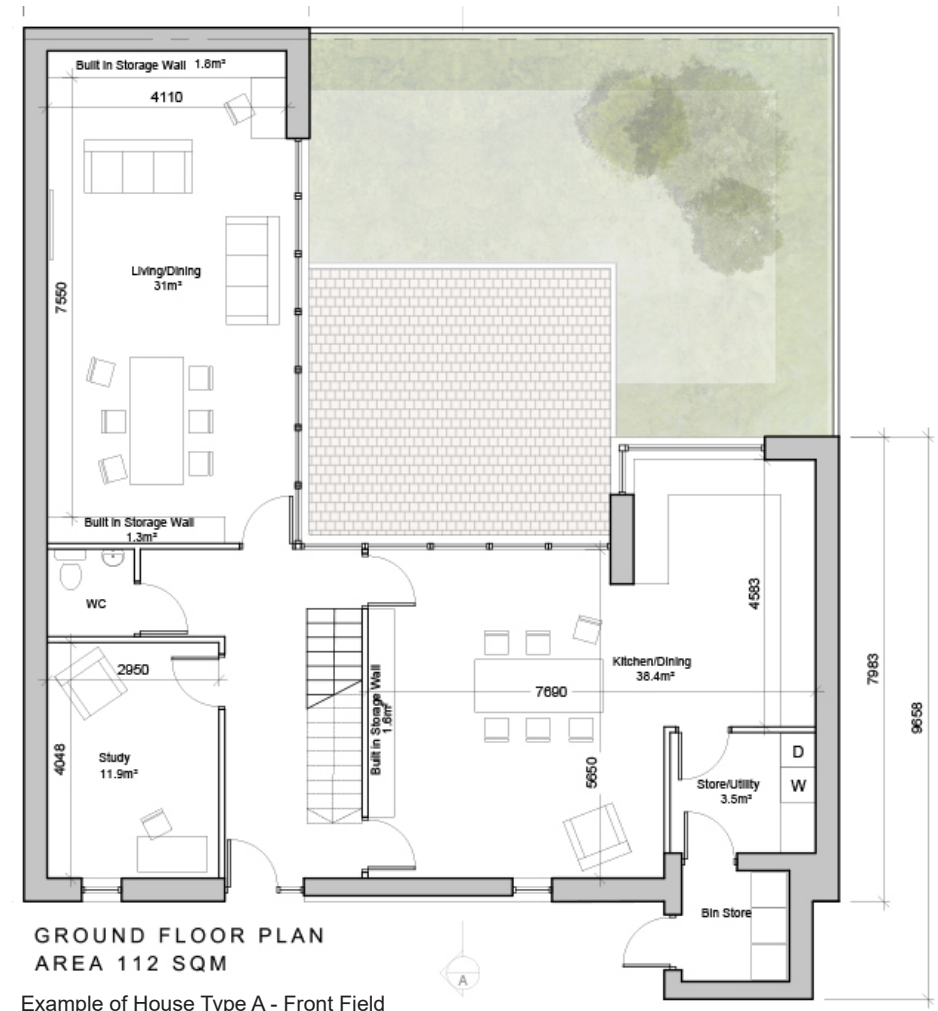 Built in Storage Wall 1.8m²
4110
Living/Dining
31m²
7550
Built in Storage Wall
1.3m²
WC
2950
4048
Study
11.9m²
Built in Storage Wall
1.6m²
Kitchen/Dining
38.4m²
7690
5650
4583
7983
9658
D
W
Store/Utility
3.5m²
Bin Store
A
GROUND FLOOR PLAN
AREA 112 SQM
Example of House Type A - Front Field